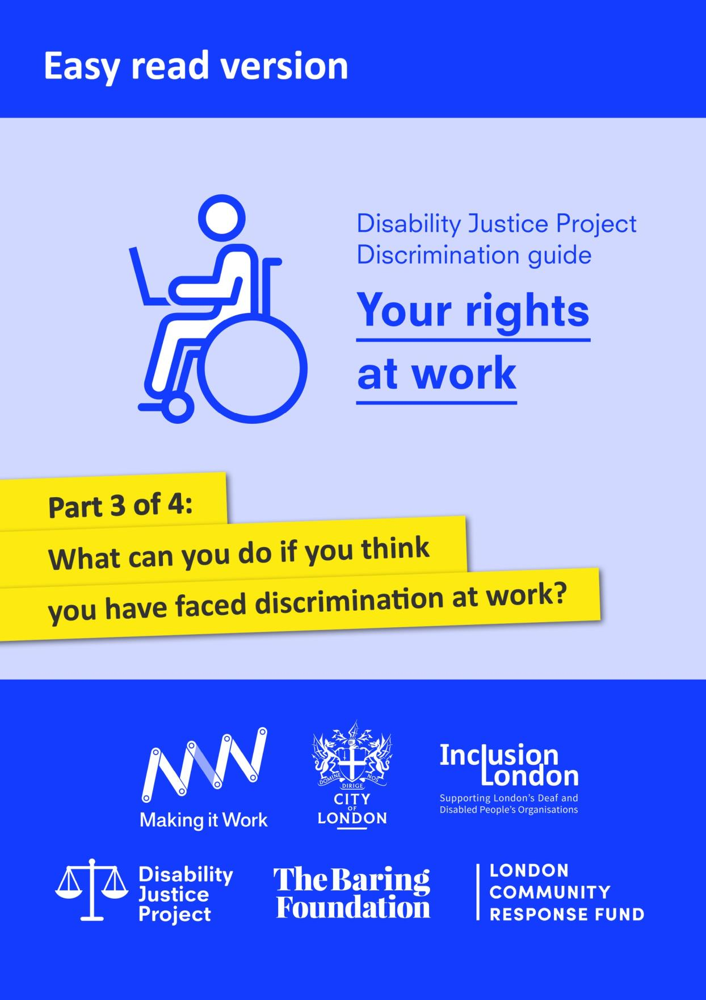 Easy read version
Disability Justice Project
Discrimination guide
Your rights
at work
Part 3 of 4:
What can you do if you think
you have faced discrimination at work?
Making it Work
DOMINE DIRIGE NOS
CITY
OF
LONDON
Inclusion
London
Supporting London's Deaf and
Disabled People's Organisations
Disability
Justice
Project
The Baring
Foundation
LONDON
COMMUNITY
RESPONSE FUND